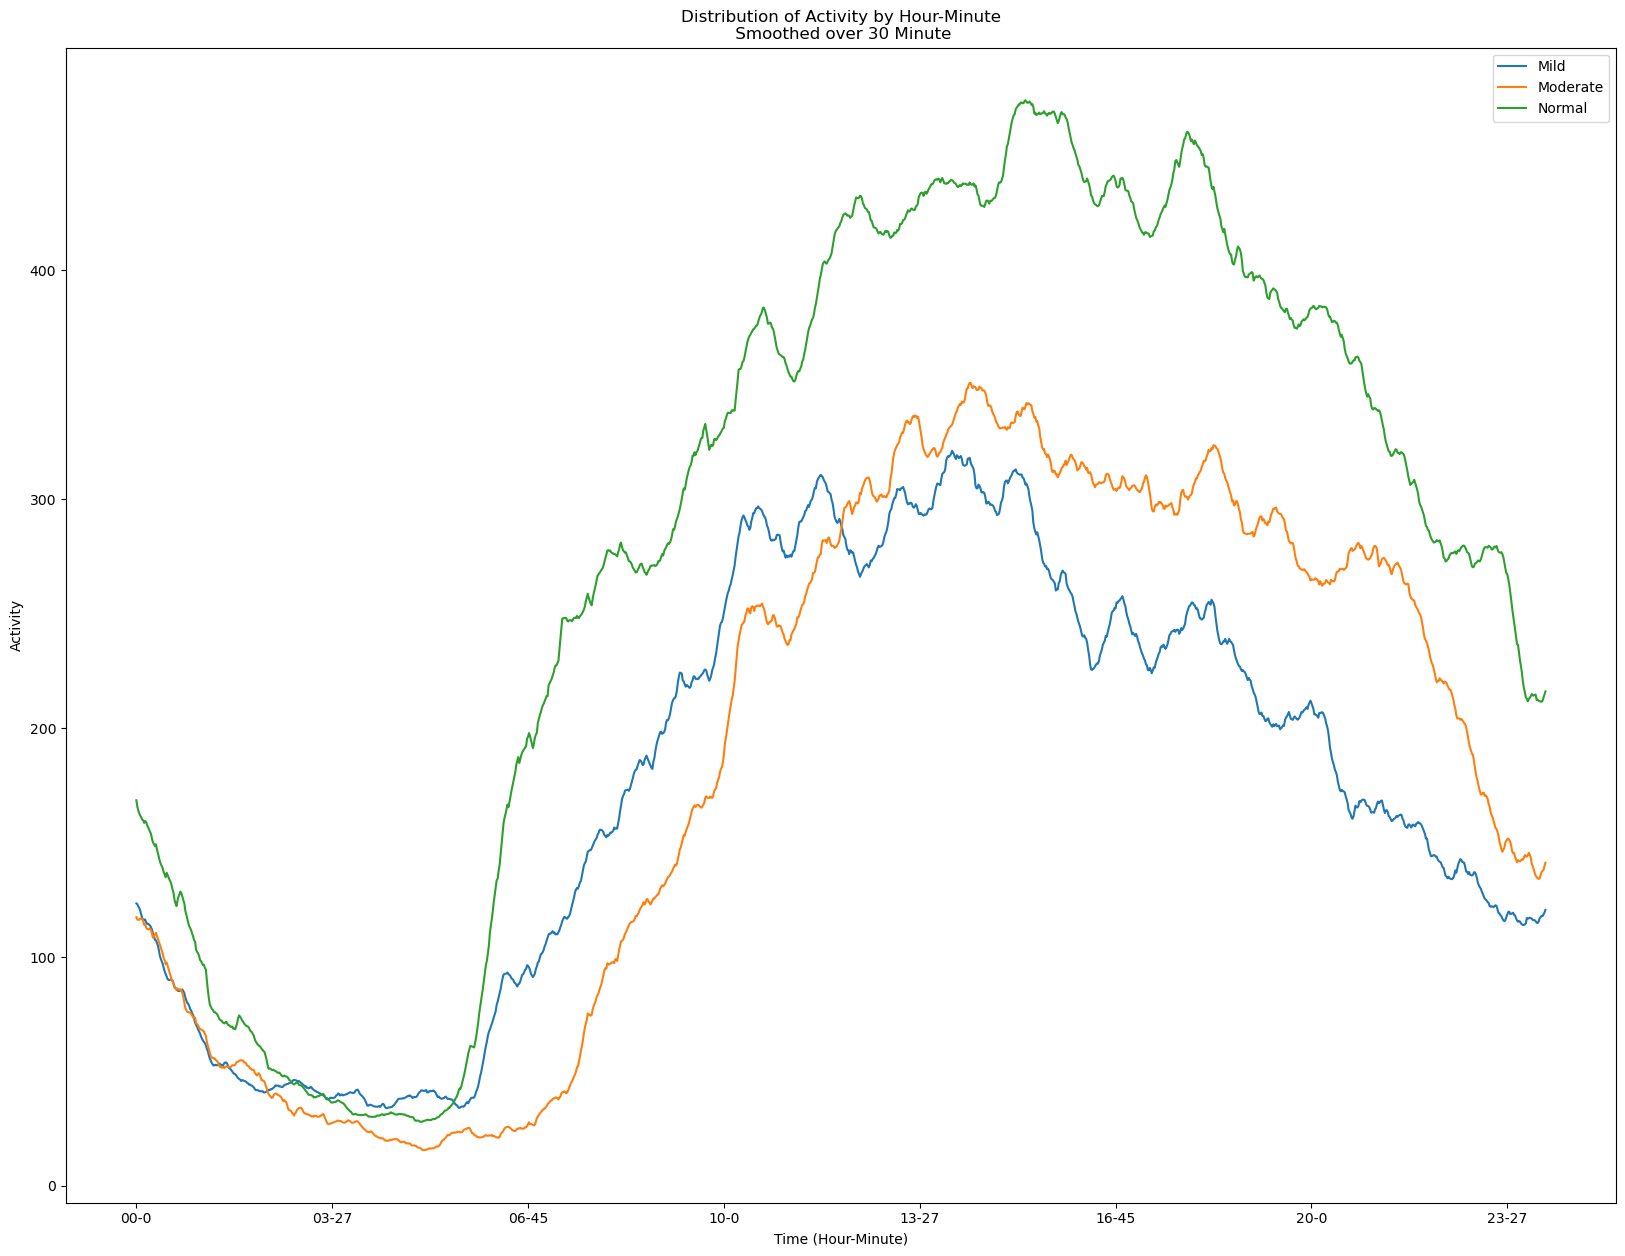 Distribution of Activity by Hour-Minute
Smoothed over 30 Minute
Mild
Moderate
Normal
400
300
200
100
0
Activity
00-0 03-27 06-45 10-0 13-27 16-45 20-0 23-27
Time (Hour-Minute)